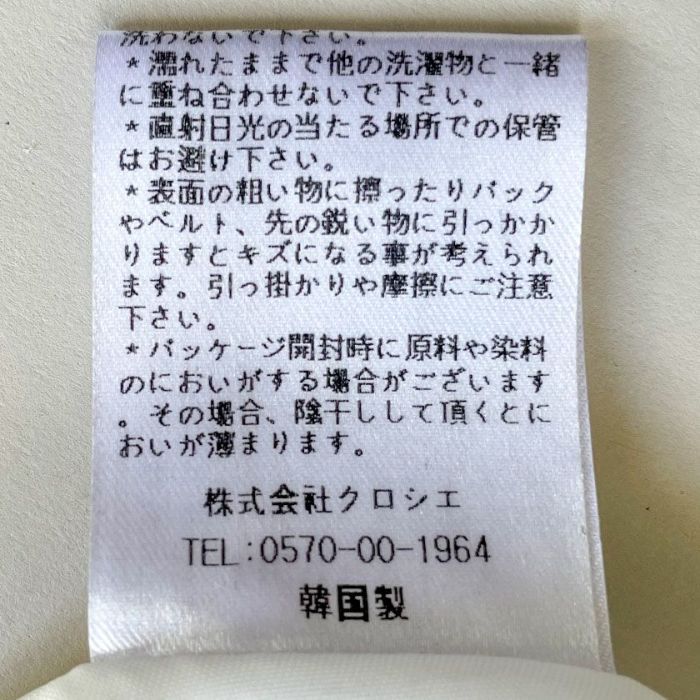 洗わないで下さい。
*濡れたままで他の洗濯物と一緒
に重ね合わせないで下さい。
*直射日光の当たる場所での保管
はお避け下さい。
*表面の粗い物に擦ったりバック
やベルト、先の鋭い物に引っかか
りますとキズになる事が考えられ
ます。引っ掛かりや摩擦にご注意
下さい。
*パッケージ開封時に原料や染料
のにおいがする場合がございます
。その場合、陰干しして頂くとに
おいが薄まります。
株式会社クロシエ
TEL:0570-00-1964
韓国製